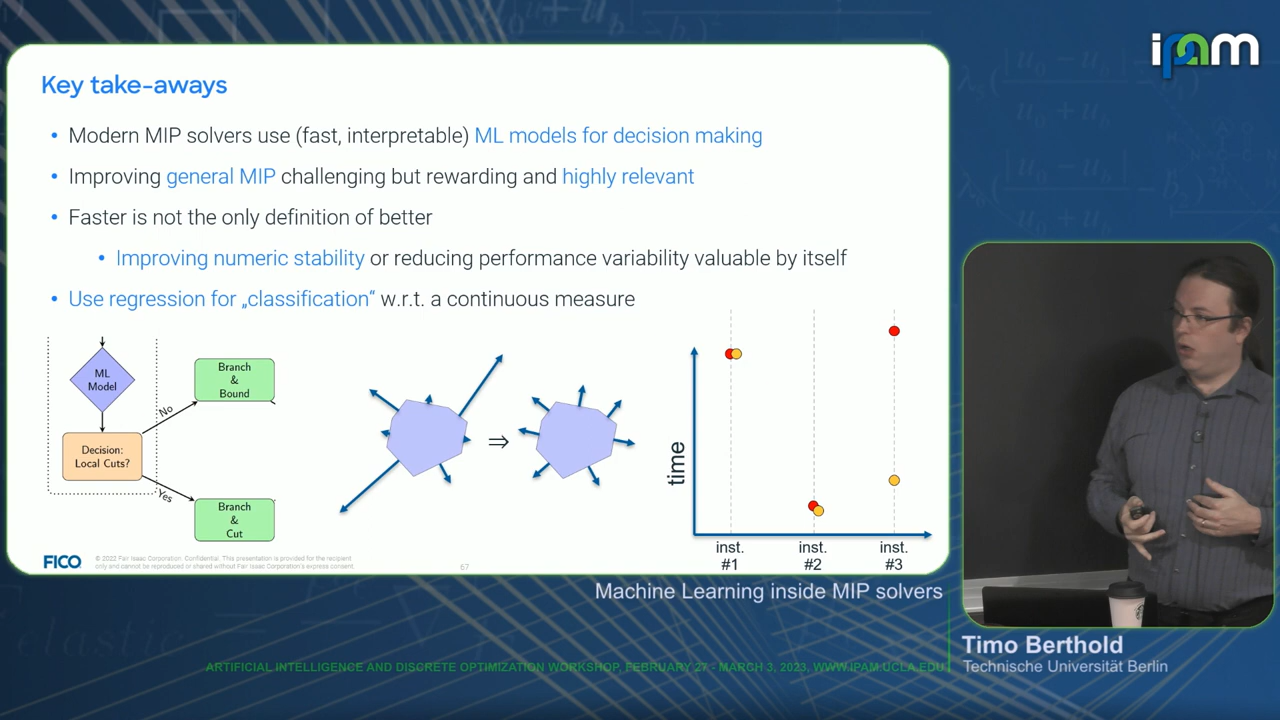 ipam
Key take-aways
• Modern MIP solvers use (fast, interpretable) ML models for decision making
• Improving general MIP challenging but rewarding and highly relevant
• Faster is not the only definition of better
• Improving numeric stability or reducing performance variability valuable by itself
• Use regression for „classification“ w.r.t. a continuous measure
ML
Model
No
Branch
&
Bound
Decision:
Local Cuts?
Yes
Branch
&
Cut
⇒
time
inst.
#1
inst.
#2
inst.
#3
FICO
© 2022 Fair Isaac Corporation. Confidential. This presentation is provided for the recipient
only and cannot be reproduced or shared without Fair Isaac Corporation's express consent.
67
Machine Learning inside MIP solvers
Timo Berthold
Technische Universität Berlin
ARTIFICIAL INTELLIGENCE AND DISCRETE OPTIMIZATION WORKSHOP, FEBRUARY 27 - MARCH 3, 2023, WWW.IPAM.UCLA.EDU